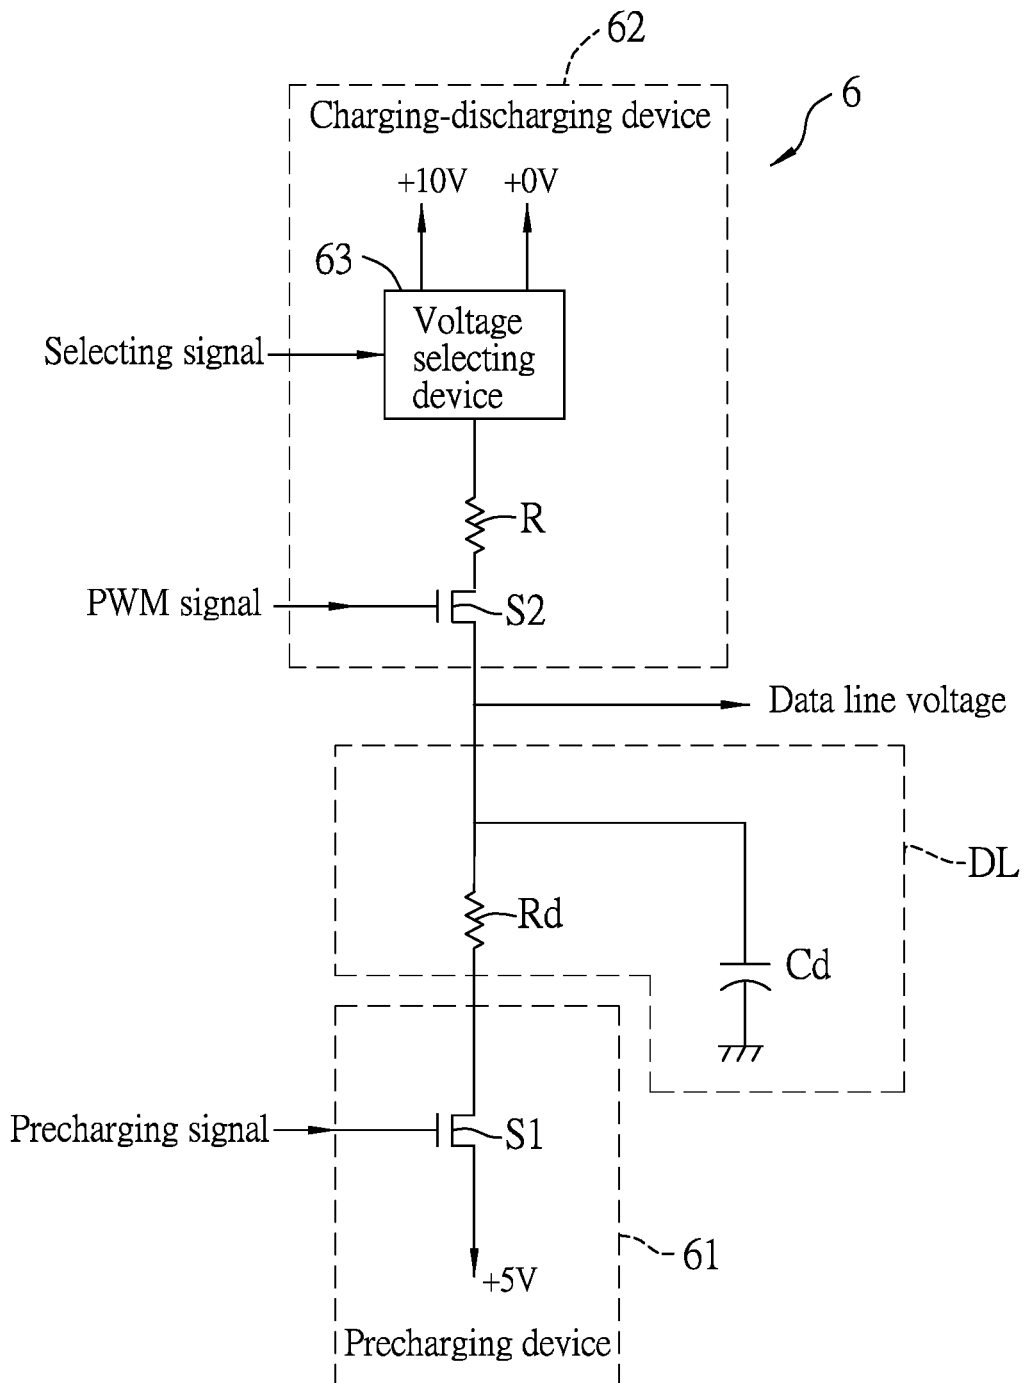 62
6
Charging-discharging device
+10V
+0V
63
Voltage
selecting
device
Selecting signal
R
PWM signal
S2
Data line voltage
DL
Rd
Cd
Precharging signal
S1
61
+5V
Precharging device